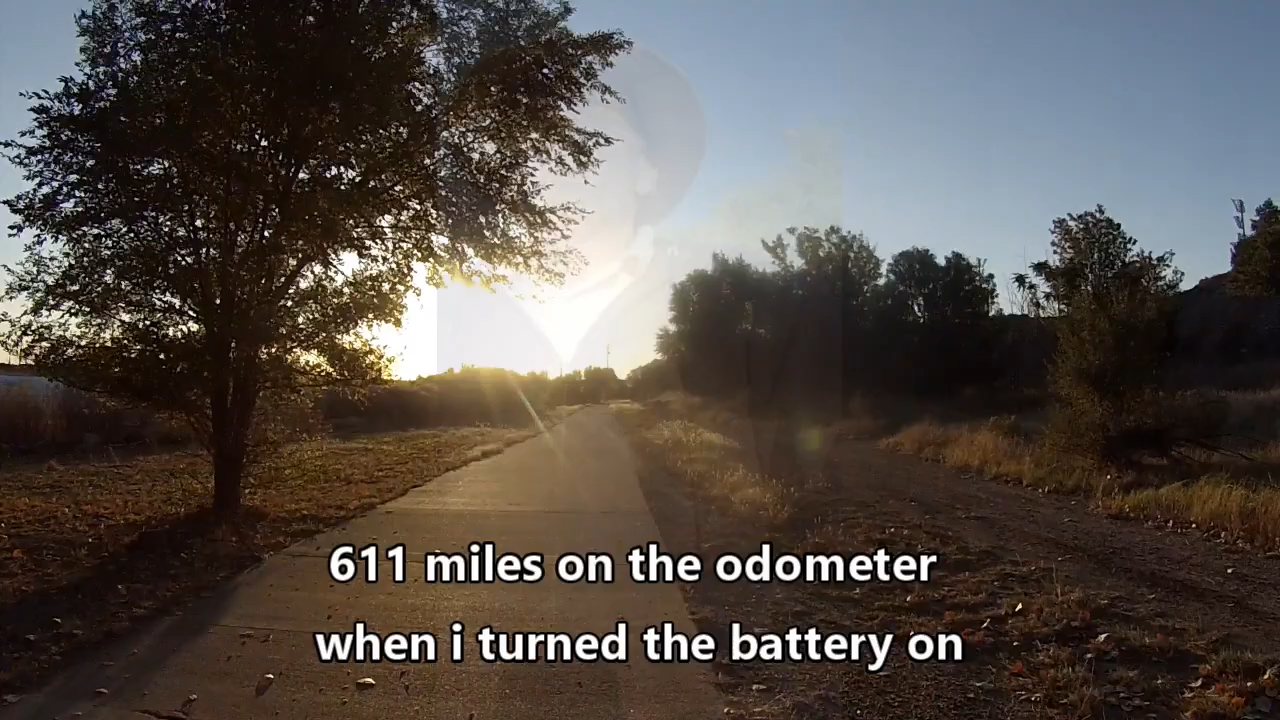 611 miles on the odometer
when i turned the battery on